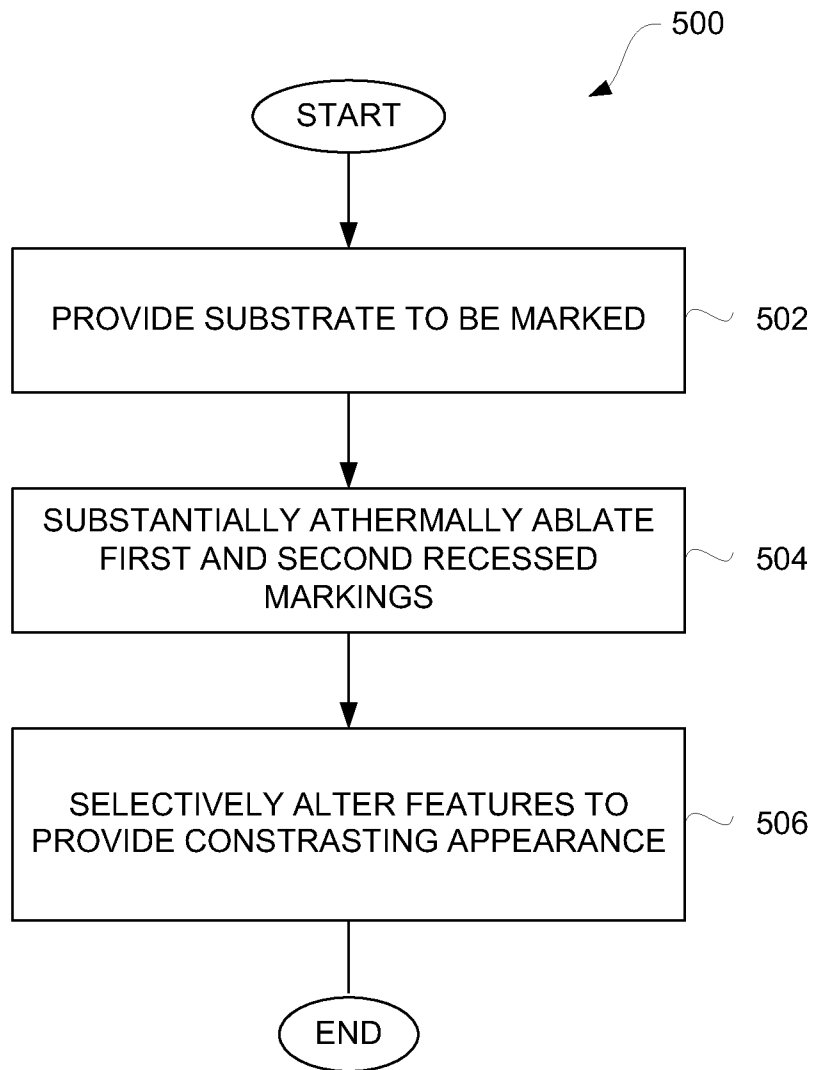 500
START
PROVIDE SUBSTRATE TO BE MARKED
502
SUBSTANTIALLY ATHERMALLY ABLATE
FIRST AND SECOND RECESSED
MARKINGS
504
SELECTIVELY ALTER FEATURES TO
PROVIDE CONSTRASTING APPEARANCE
506
END